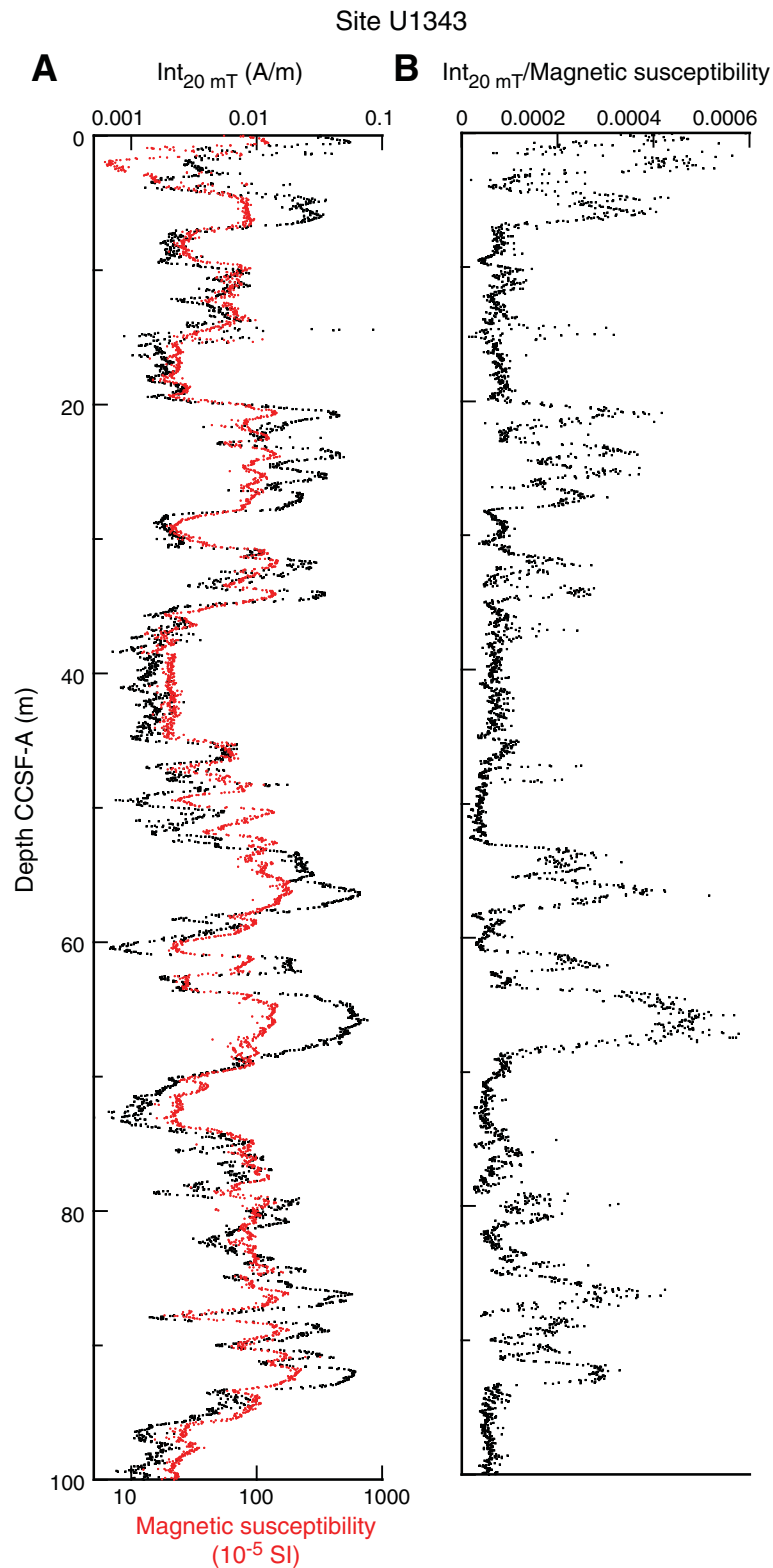 Site U1343
A
Int20 mT (A/m)
0.001 0.01 0.1
B
Int20 mT/Magnetic susceptibility
0 0.0002 0.0004 0.0006
Depth CCSF-A (m)
0
20
40
60
80
100
10 100 1000
Magnetic susceptibility
(10-5 SI)